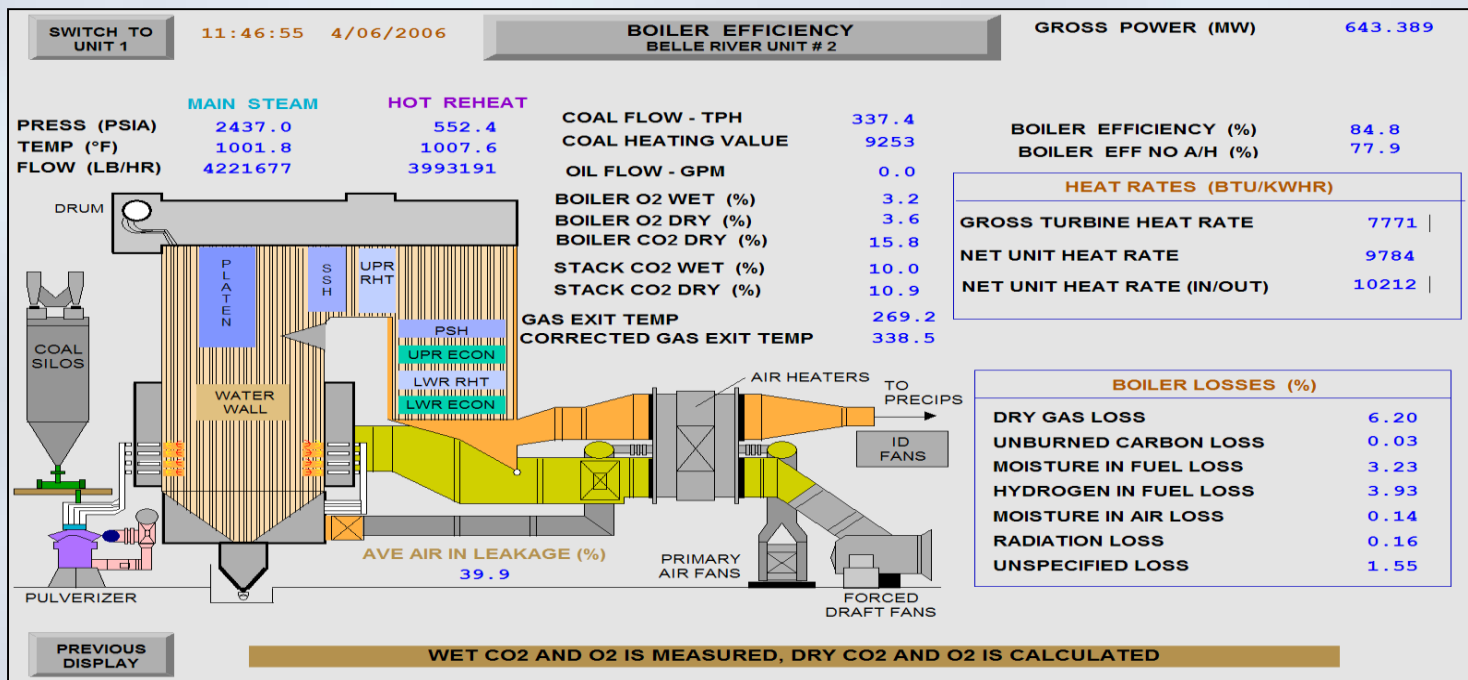 SWITCH TO
UNIT 1
11:46:55 4/06/2006
BOILER EFFICIENCY
BELLE RIVER UNIT # 2
GROSS POWER (MW) 643.389
MAIN STEAM HOT REHEAT
PRESS (PSIA) 2437.0 552.4
TEMP (°F) 1001.8 1007.6
FLOW (LB/HR) 4221677 3993191
COAL FLOW - TPH 337.4
COAL HEATING VALUE 9253
OIL FLOW - GPM 0.0
BOILER O2 WET (%) 3.2
BOILER O2 DRY (%) 3.6
BOILER CO2 DRY (%) 15.8
STACK CO2 WET (%) 10.0
STACK CO2 DRY (%) 10.9
GAS EXIT TEMP 269.2
CORRECTED GAS EXIT TEMP 338.5
BOILER EFFICIENCY (%) 84.8
BOILER EFF NO A/H (%) 77.9
HEAT RATES (BTU/KWHR)
GROSS TURBINE HEAT RATE 7771
NET UNIT HEAT RATE 9784
NET UNIT HEAT RATE (IN/OUT) 10212
DRUM
PLATEN
SSH
UPR
RHT
PSH
UPR ECON
LWR RHT
LWR ECON
COAL
SILOS
WATER
WALL
AIR HEATERS
TO
PRECIPS
ID
FANS
BOILER LOSSES (%)
DRY GAS LOSS 6.20
UNBURNED CARBON LOSS 0.03
MOISTURE IN FUEL LOSS 3.23
HYDROGEN IN FUEL LOSS 3.93
MOISTURE IN AIR LOSS 0.14
RADIATION LOSS 0.16
UNSPECIFIED LOSS 1.55
AVE AIR IN LEAKAGE (%)
39.9
PRIMARY
AIR FANS
PULVERIZER
FORCED
DRAFT FANS
PREVIOUS
DISPLAY
WET CO2 AND O2 IS MEASURED, DRY CO2 AND O2 IS CALCULATED